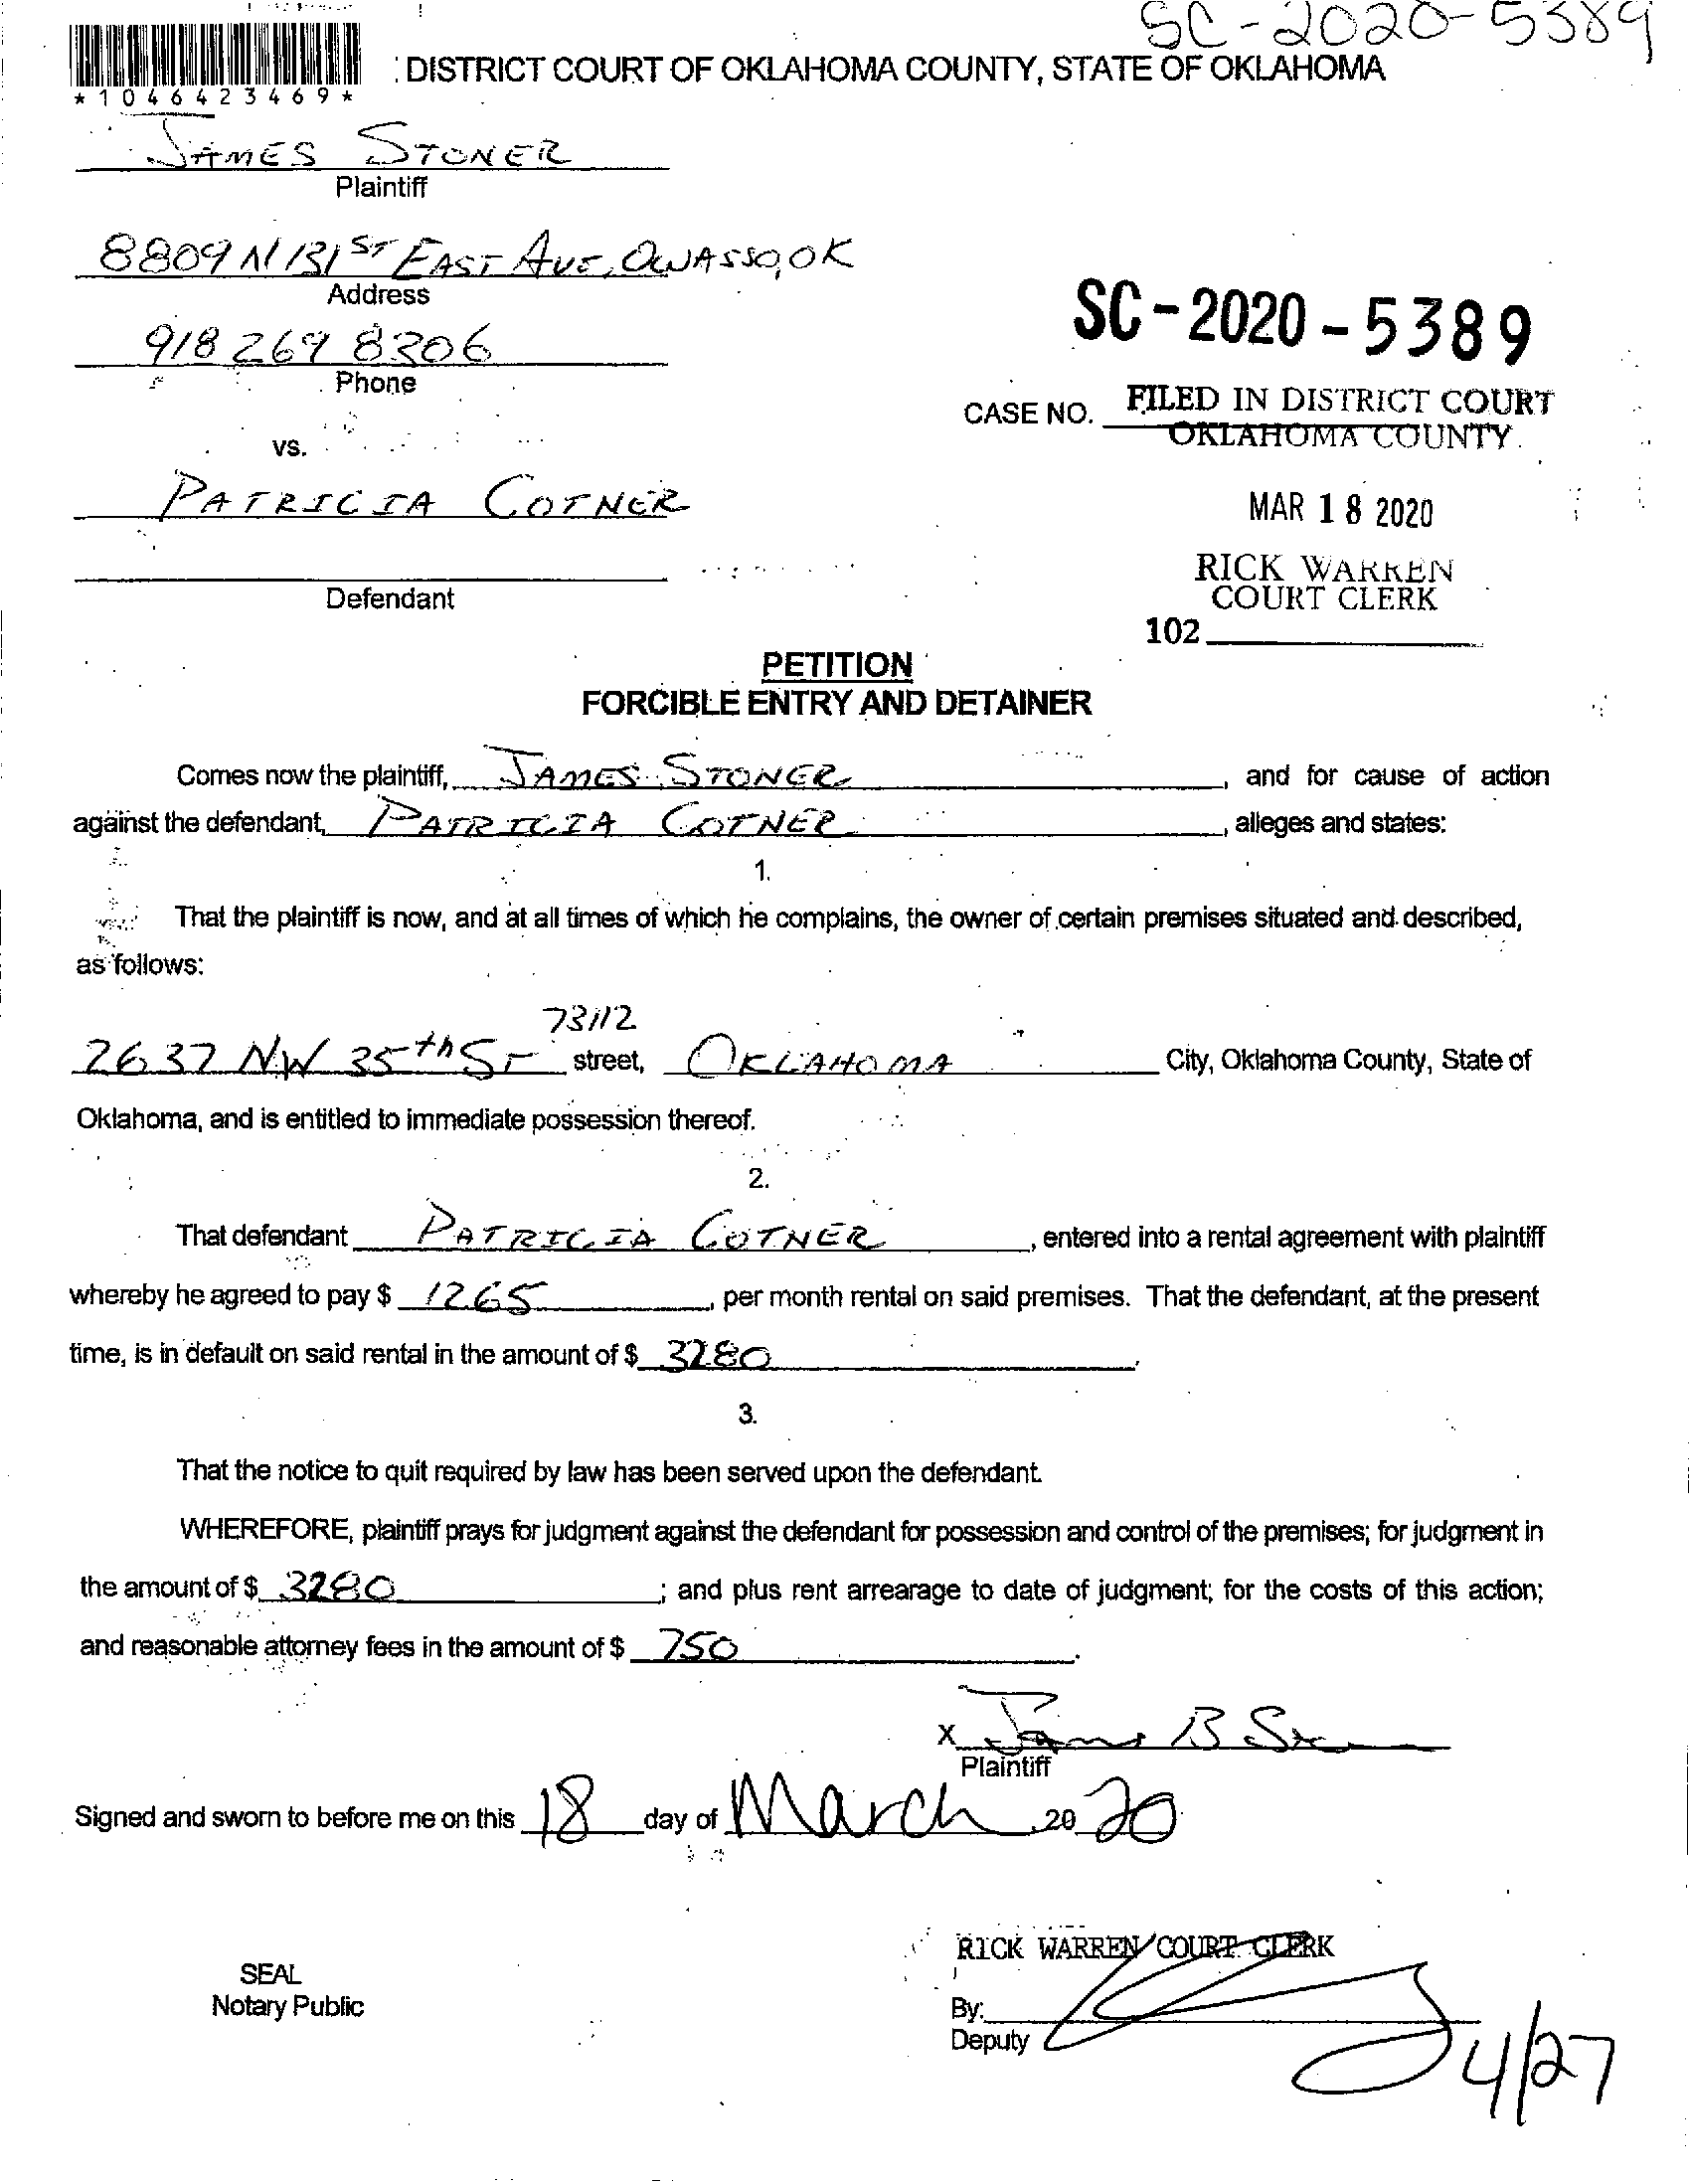 SC-2020-5389
DISTRICT COURT OF OKLAHOMA COUNTY, STATE OF OKLAHOMA
*1046423469*
JAMES STONER
Plaintiff
8809 N 131ST EAST AVE, OWASSO, OK
Address
918 269 8206
Phone
SC-2020-5389
CASE NO. FILED IN DISTRICT COURT
OKLAHOMA COUNTY
vs.
PATRICIA COTNER
MAR 18 2020
RICK WARREN
COURT CLERK
Defendant
102
PETITION
FORCIBLE ENTRY AND DETAINER
Comes now the plaintiff, JAMES STONER, and for cause of action
against the defendant, PATRICIA COTNER, alleges and states:
1.
That the plaintiff is now, and at all times of which he complains, the owner of certain premises situated and described,
as follows:
73112
2637 NW 35th ST street, OKLAHOMA City, Oklahoma County, State of
Oklahoma, and is entitled to immediate possession thereof.
2.
That defendant PATRICIA COTNER, entered into a rental agreement with plaintiff
whereby he agreed to pay $ 1265, per month rental on said premises. That the defendant, at the present
time, is in default on said rental in the amount of $ 3280.
3.
That the notice to quit required by law has been served upon the defendant.
WHEREFORE, plaintiff prays for judgment against the defendant for possession and control of the premises; for judgment in
the amount of $ 3280; and plus rent arrearage to date of judgment; for the costs of this action;
and reasonable attorney fees in the amount of $ 750.
X James B
Plaintiff
Signed and sworn to before me on this 18 day of March, 20 20
RICK WARREN COURT CLERK
SEAL
Notary Public
By:
Deputy
4/27